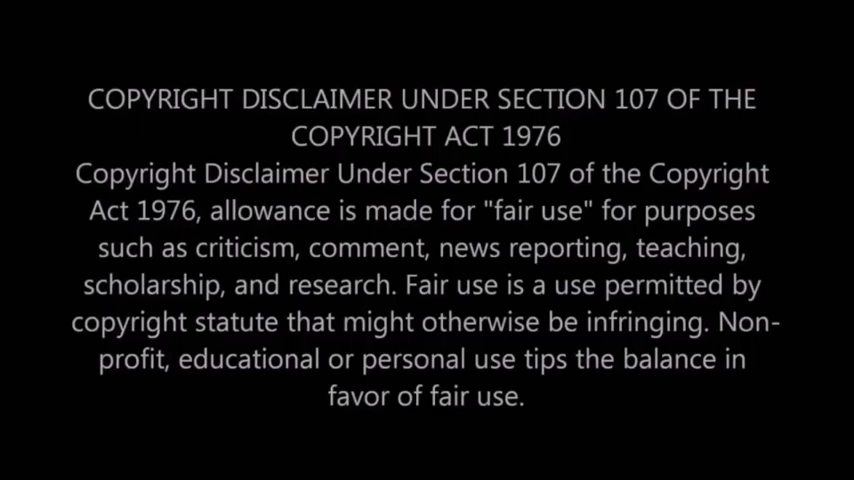 COPYRIGHT DISCLAIMER UNDER SECTION 107 OF THE
COPYRIGHT ACT 1976
Copyright Disclaimer Under Section 107 of the Copyright
Act 1976, allowance is made for "fair use" for purposes
such as criticism, comment, news reporting, teaching,
scholarship, and research. Fair use is a use permitted by
copyright statute that might otherwise be infringing. Non-
profit, educational or personal use tips the balance in
favor of fair use.